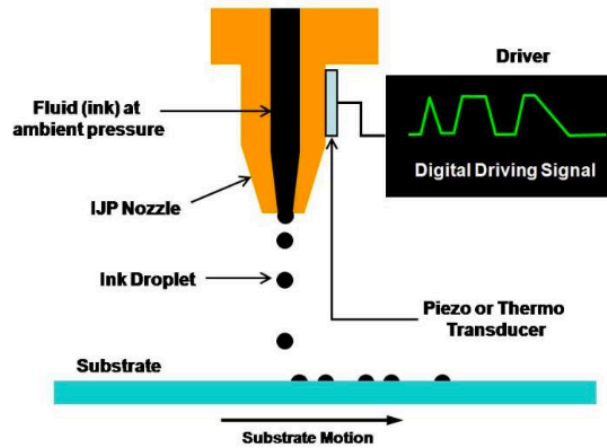 Driver
Fluid (ink) at
ambient pressure
Digital Driving Signal
IJP Nozzle
Ink Droplet
Piezo or Thermo
Transducer
Substrate
Substrate Motion